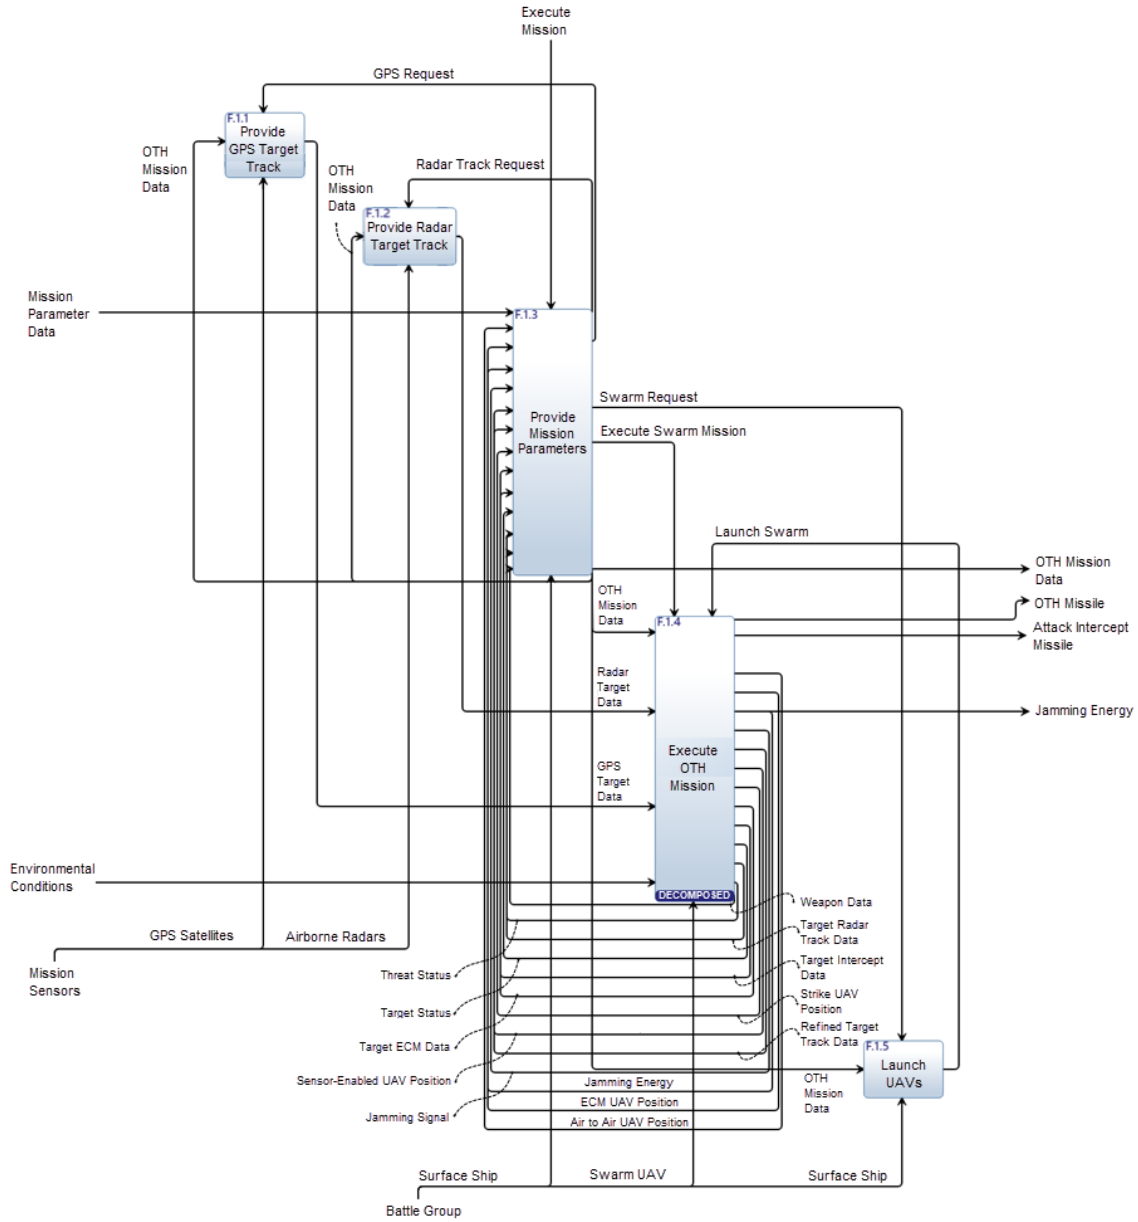 Execute
Mission
GPS Request
F.1.1
Provide
GPS Target
Track
OTH
Mission
Data
Radar Track Request
OTH
Mission
Data
F.1.2
Provide Radar
Target Track
Mission
Parameter
Data
F.1.3
Provide
Mission
Parameters
Swarm Request
Execute Swarm Mission
Launch Swarm
OTH Mission
Data
OTH Missile
Attack Intercept
Missile
OTH
Mission
Data
F.1.4
Radar
Target
Data
Jamming Energy
Execute
OTH
Mission
GPS
Target
Data
Environmental
Conditions
DECOMPOSED
Weapon Data
GPS Satellites
Airborne Radars
Target Radar
Track Data
Mission
Sensors
Threat Status
Target Intercept
Data
Target Status
Strike UAV
Position
Target ECM Data
Refined Target
Track Data
F.1.5
Launch
UAVs
Sensor-Enabled UAV Position
Jamming Energy
OTH
Mission
Data
ECM UAV Position
Jamming Signal
Air to Air UAV Position
Surface Ship
Swarm UAV
Surface Ship
Battle Group